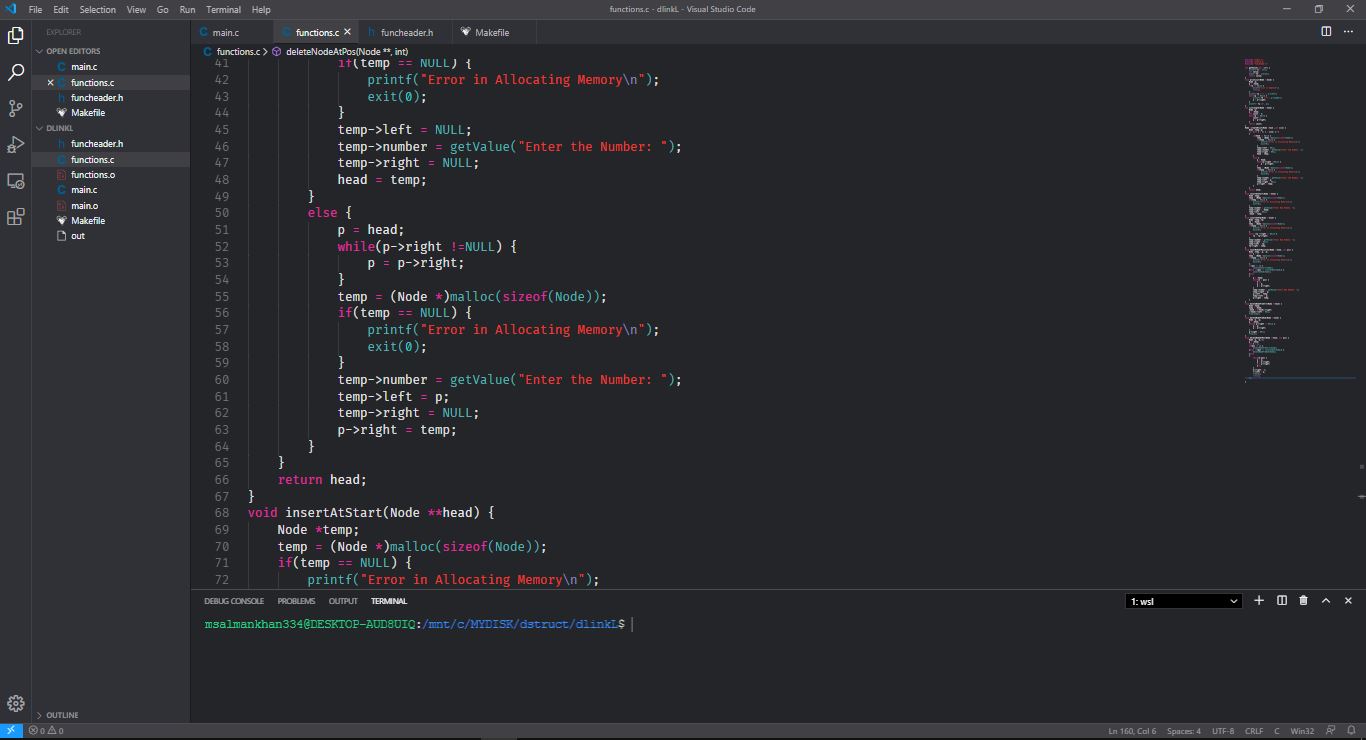 File Edit Selection View Go Run Terminal Help functions.c - dlinkL - Visual Studio Code
EXPLORER
OPEN EDITORS
main.c
functions.c
funcheader.h
Makefile
DLINKL
funcheader.h
functions.c
functions.o
main.c
main.o
Makefile
out
OUTLINE
main.c functions.c funcheader.h Makefile
functions.c > deleteNodeAtPos(Node **, int)
41 if(temp == NULL) {
42 printf("Error in Allocating Memory\n");
43 exit(0);
44 }
45 temp->left = NULL;
46 temp->number = getValue("Enter the Number: ");
47 temp->right = NULL;
48 head = temp;
49 }
50 else {
51 p = head;
52 while(p->right !=NULL) {
53 p = p->right;
54 }
55 temp = (Node *)malloc(sizeof(Node));
56 if(temp == NULL) {
57 printf("Error in Allocating Memory\n");
58 exit(0);
59 }
60 temp->number = getValue("Enter the Number: ");
61 temp->left = p;
62 temp->right = NULL;
63 p->right = temp;
64 }
65 }
66 return head;
67 }
68 void insertAtStart(Node **head) {
69 Node *temp;
70 temp = (Node *)malloc(sizeof(Node));
71 if(temp == NULL) {
72 printf("Error in Allocating Memory\n");
DEBUG CONSOLE PROBLEMS OUTPUT TERMINAL 1: wsl
msalmankhan334@DESKTOP-AUD8UIQ:/mnt/c/MYDISK/dstruct/dlinkL$
0 0 Ln 160, Col 6 Spaces: 4 UTF-8 CRLF C Win32